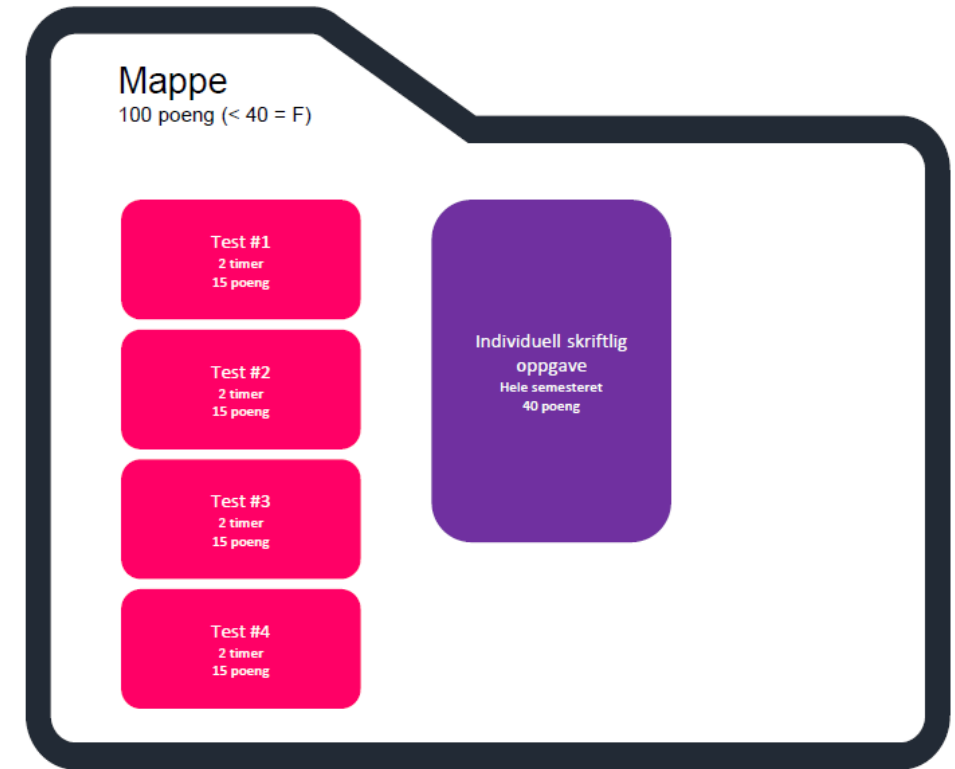 Mappe
100 poeng (< 40 = F)
Test #1
2 timer
15 poeng
Test #2
2 timer
15 poeng
Test #3
2 timer
15 poeng
Test #4
2 timer
15 poeng
Individuell skriftlig
oppgave
Hele semesteret
40 poeng